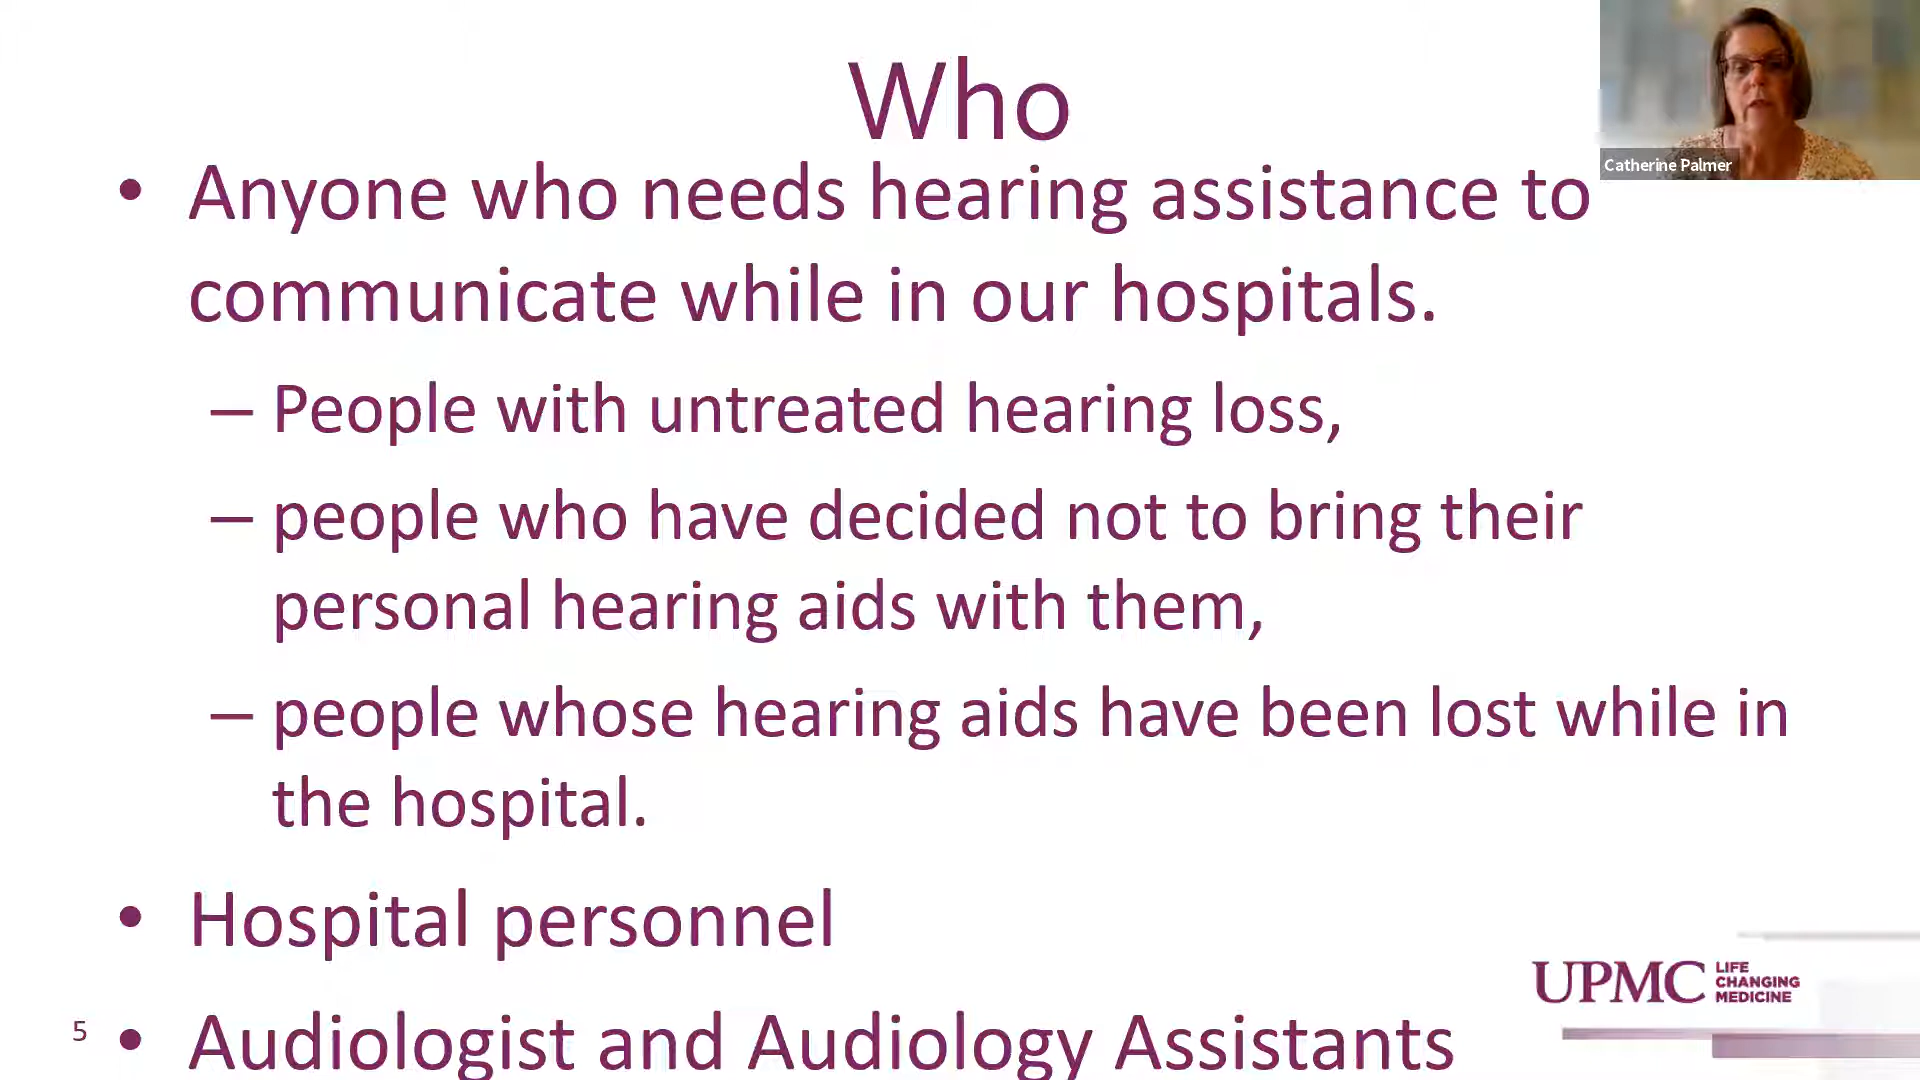 Who
Catherine Palmer
• Anyone who needs hearing assistance to
communicate while in our hospitals.
– People with untreated hearing loss,
– people who have decided not to bring their
personal hearing aids with them,
– people whose hearing aids have been lost while in
the hospital.
• Hospital personnel
• Audiologist and Audiology Assistants
5
UPMC
LIFE
CHANGING
MEDICINE